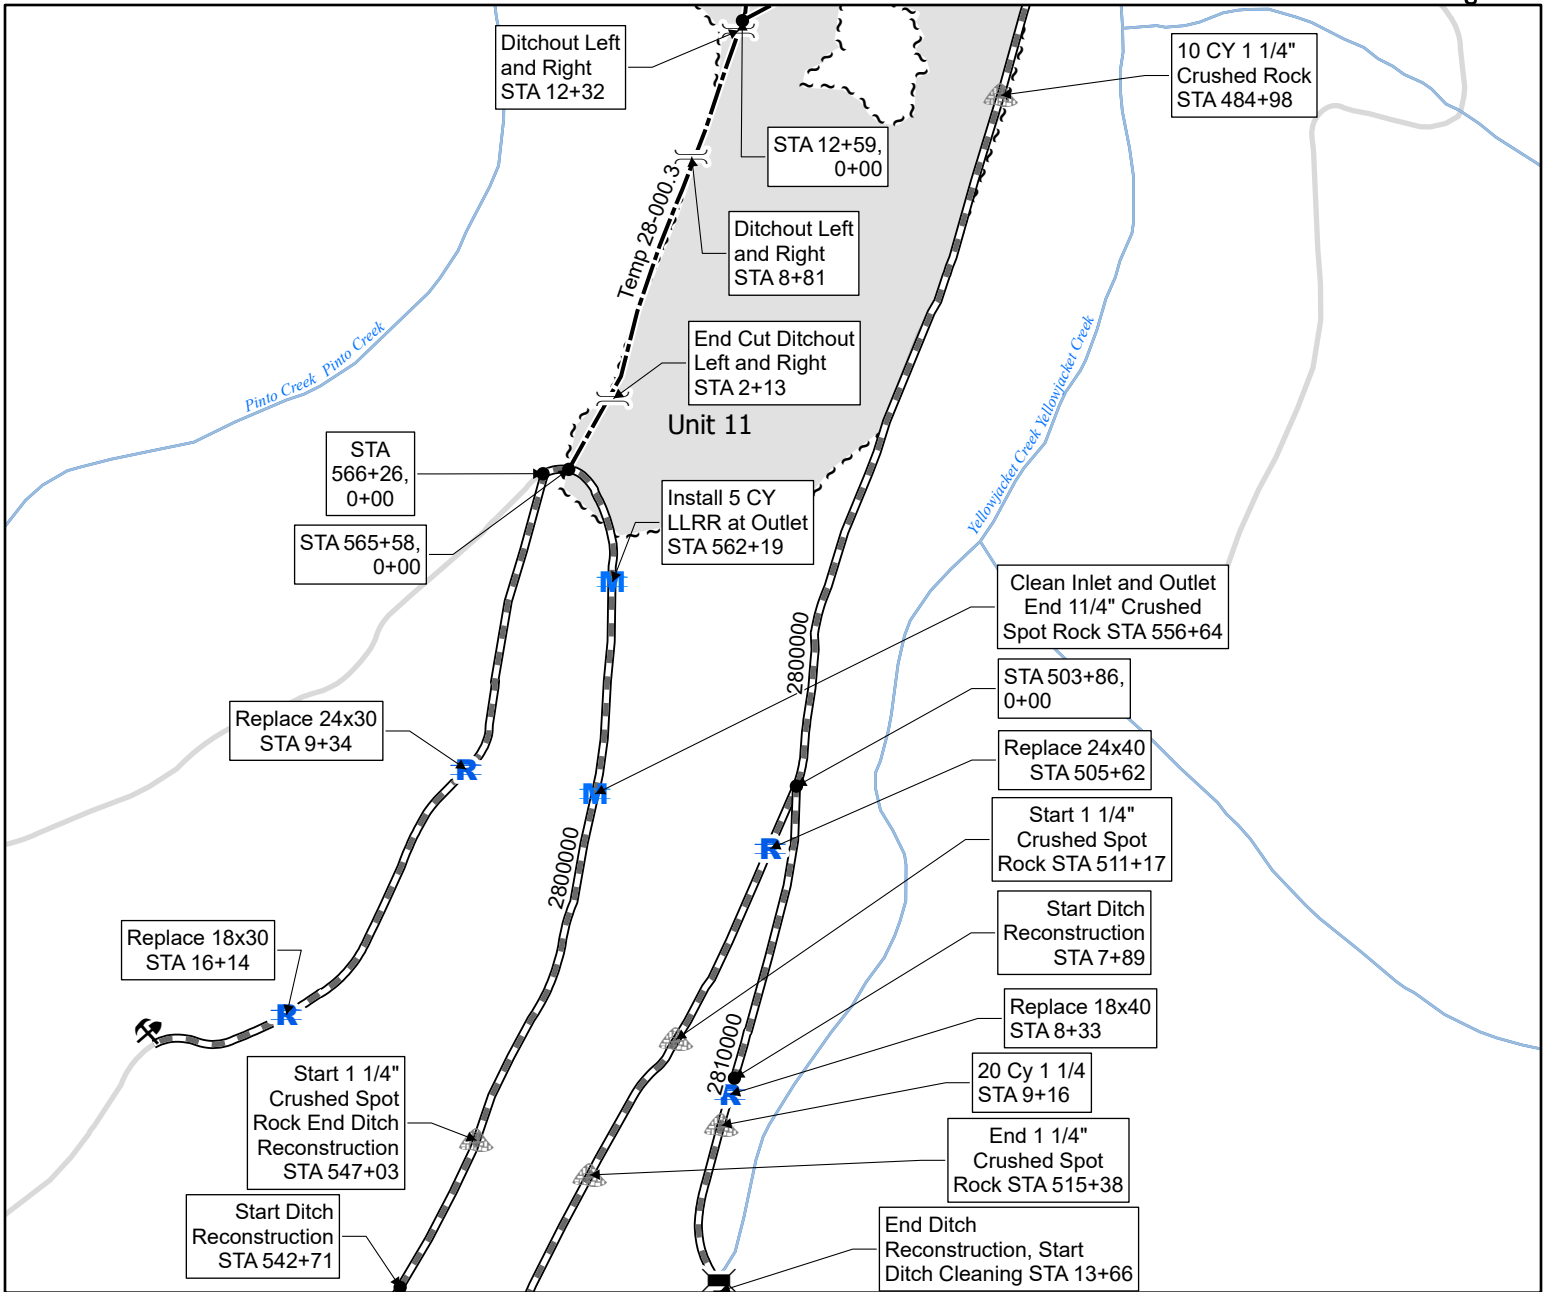 Ditchout Left
and Right
STA 12+32
10 CY 1 1/4"
Crushed Rock
STA 484+98
STA 12+59,
0+00
Temp 28-000.3
Ditchout Left
and Right
STA 8+81
End Cut Ditchout
Left and Right
STA 2+13
Pinto Creek Pinto Creek
Yellowjacket Creek Yellowjacket Creek
Unit 11
STA
566+26,
0+00
STA 565+58,
0+00
Install 5 CY
LLRR at Outlet
STA 562+19
M
Clean Inlet and Outlet
End 11/4" Crushed
Spot Rock STA 556+64
2800000
STA 503+86,
0+00
Replace 24x30
STA 9+34
R
M
Replace 24x40
STA 505+62
R
Start 1 1/4"
Crushed Spot
Rock STA 511+17
2800000
Start Ditch
Reconstruction
STA 7+89
Replace 18x30
STA 16+14
R
Replace 18x40
STA 8+33
2810000
R
20 Cy 1 1/4
STA 9+16
Start 1 1/4"
Crushed Spot
Rock End Ditch
Reconstruction
STA 547+03
End 1 1/4"
Crushed Spot
Rock STA 515+38
Start Ditch
Reconstruction
STA 542+71
End Ditch
Reconstruction, Start
Ditch Cleaning STA 13+66